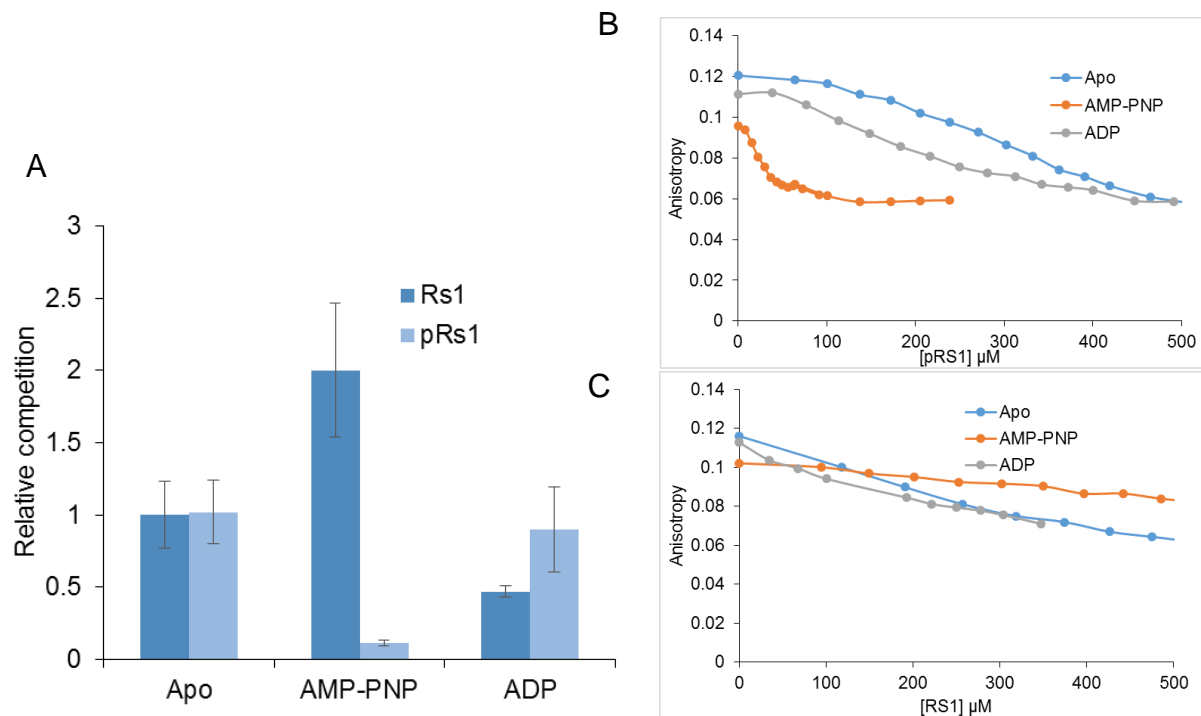 A
Relative competition
3
2.5
2
1.5
1
0.5
0
Rs1
pRs1
Apo AMP-PNP ADP
B
Anisotropy
0.14
0.12
0.1
0.08
0.06
0.04
0.02
0
Apo
AMP-PNP
ADP
0 100 200 300 400 500
[pRS1] µM
C
Anisotropy
0.14
0.12
0.1
0.08
0.06
0.04
0.02
0
Apo
AMP-PNP
ADP
0 100 200 300 400 500
[RS1] µM